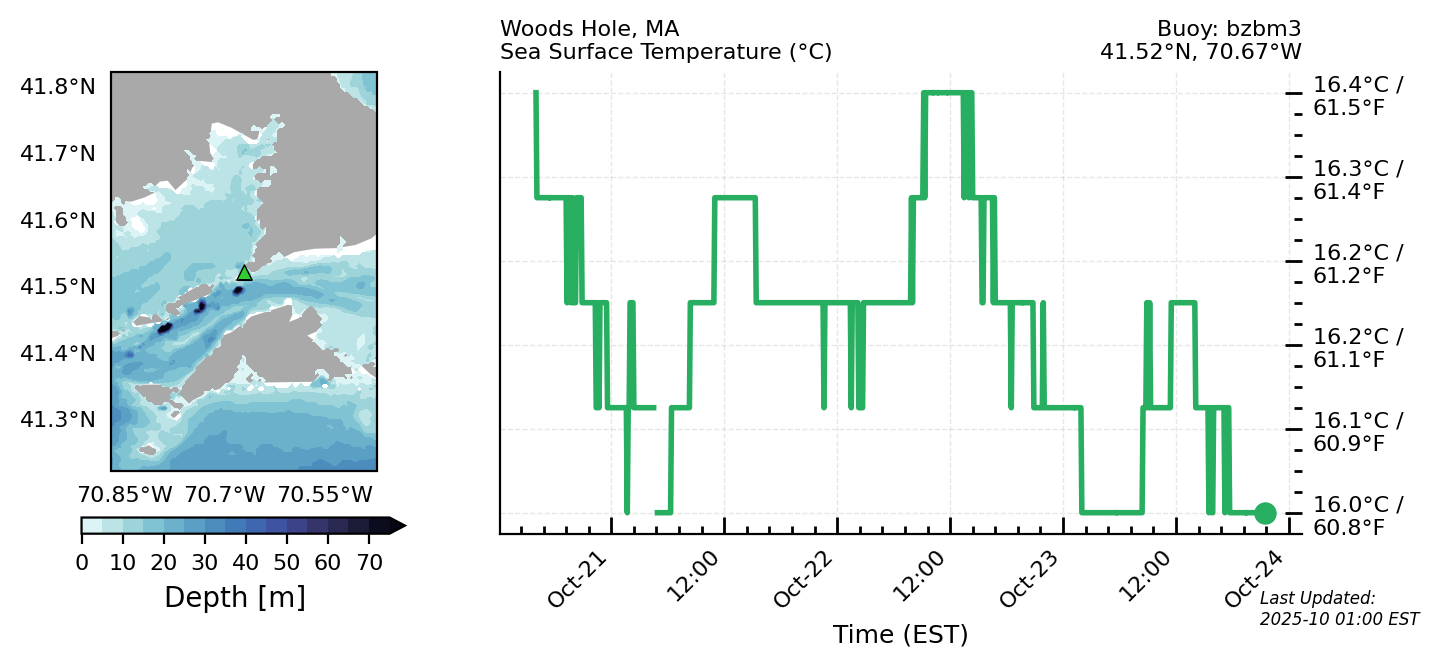 Woods Hole, MA
Sea Surface Temperature (°C)
Buoy: bzbm3
41.52°N, 70.67°W
41.8°N
41.7°N
41.6°N
41.5°N
41.4°N
41.3°N
70.85°W 70.7°W 70.55°W
0 10 20 30 40 50 60 70
Depth [m]
16.4°C /
61.5°F
16.3°C /
61.4°F
16.2°C /
61.2°F
16.2°C /
61.1°F
16.1°C /
60.9°F
16.0°C /
60.8°F
Oct-21 12:00 Oct-22 12:00 Oct-23 12:00 Oct-24
Time (EST)
Last Updated:
2025-10 01:00 EST